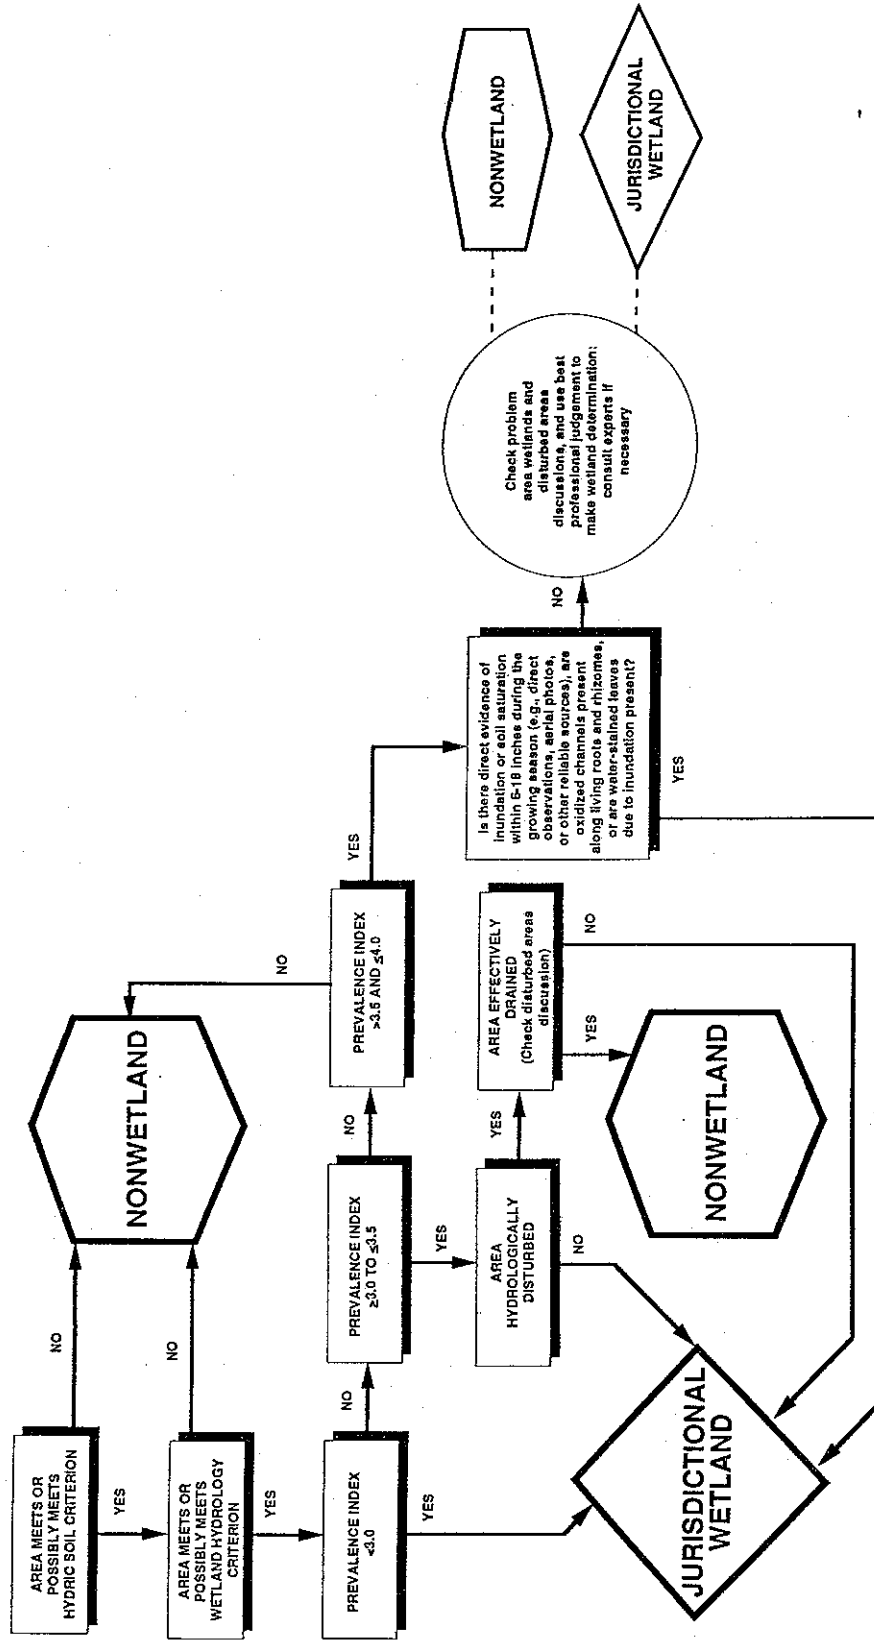 AREA MEETS OR
POSSIBLY MEETS
HYDRIC SOIL CRITERION
NO
YES
AREA MEETS OR
POSSIBLY MEETS
WETLAND HYDROLOGY
CRITERION
NO
YES
NONWETLAND
PREVALENCE INDEX
<3.0
NO
YES
PREVALENCE INDEX
≥3.0 TO ≤3.5
NO
YES
PREVALENCE INDEX
>3.5 AND ≤4.0
NO
YES
AREA
HYDROLOGICALLY
DISTURBED
YES
NO
AREA EFFECTIVELY
DRAINED
(Check disturbed areas
discussion)
YES
NO
NONWETLAND
JURISDICTIONAL
WETLAND
Is there direct evidence of
inundation or soil saturation
within 6-18 inches during the
growing season (e.g., direct
observations, aerial photos,
or other reliable sources), are
oxidized channels present
along living roots and rhizomes,
or are water-stained leaves
due to inundation present?
NO
YES
Check problem
area wetlands and
disturbed areas
discussions, and use best
professional judgement to
make wetland determination;
consult experts if
necessary
NONWETLAND
JURISDICTIONAL
WETLAND